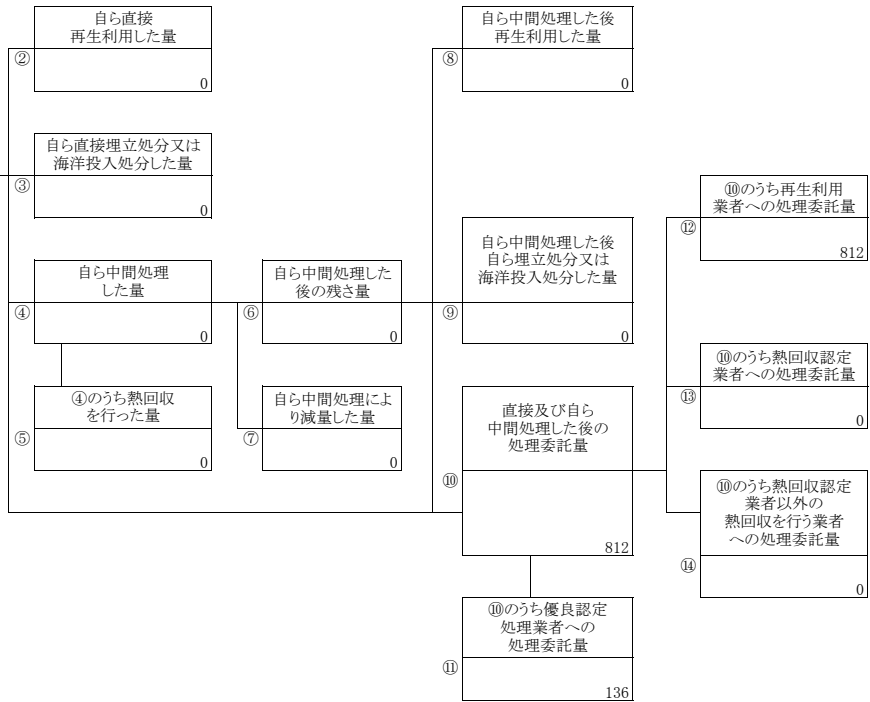 自ら直接
再生利用した量
②
0
自ら中間処理した後
再生利用した量
⑧
0
自ら直接埋立処分又は
海洋投入処分した量
③
0
⑩のうち再生利用
業者への処理委託量
⑫
812
自ら中間処理
した量
④
0
自ら中間処理した
後の残さ量
⑥
0
自ら中間処理した後
自ら埋立処分又は
海洋投入処分した量
⑨
0
⑩のうち熱回収認定
業者への処理委託量
⑬
0
④のうち熱回収
を行った量
⑤
0
自ら中間処理によ
り減量した量
⑦
0
直接及び自ら
中間処理した後の
処理委託量
⑩
812
⑩のうち熱回収認定
業者以外の
熱回収を行う業者
への処理委託量
⑭
0
⑩のうち優良認定
処理業者への
処理委託量
⑪
136